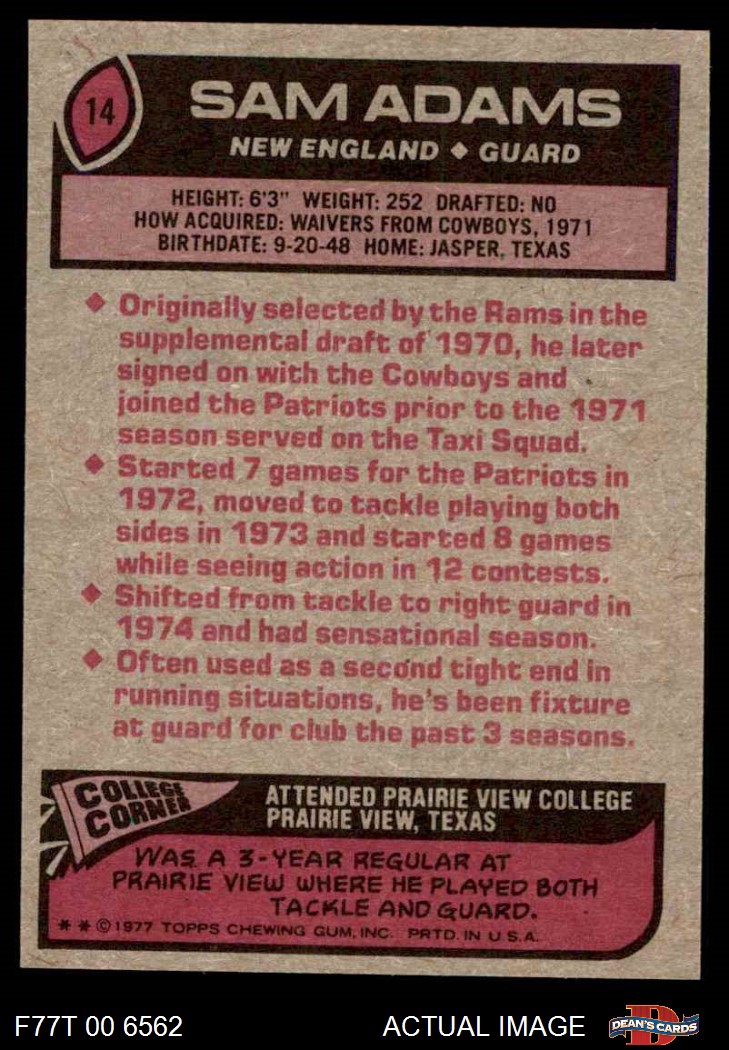 14
SAM ADAMS
NEW ENGLAND ◆ GUARD
HEIGHT: 6'3" WEIGHT: 252 DRAFTED: NO
HOW ACQUIRED: WAIVERS FROM COWBOYS, 1971
BIRTHDATE: 9-20-48 HOME: JASPER, TEXAS
◆ Originally selected by the Rams in the
supplemental draft of 1970, he later
signed on with the Cowboys and
joined the Patriots prior to the 1971
season served on the Taxi Squad.
◆ Started 7 games for the Patriots in
1972, moved to tackle playing both
sides in 1973 and started 8 games
while seeing action in 12 contests.
◆ Shifted from tackle to right guard in
1974 and had sensational season.
◆ Often used as a second tight end in
running situations, he's been fixture
at guard for club the past 3 seasons.
COLLEGE
CORNER
ATTENDED PRAIRIE VIEW COLLEGE
PRAIRIE VIEW, TEXAS
WAS A 3-YEAR REGULAR AT
PRAIRIE VIEW WHERE HE PLAYED BOTH
TACKLE AND GUARD.
* * © 1977 TOPPS CHEWING GUM, INC. PRTD. IN U.S.A.
F77T 00 6562
ACTUAL IMAGE
D
DEAN'S CARDS